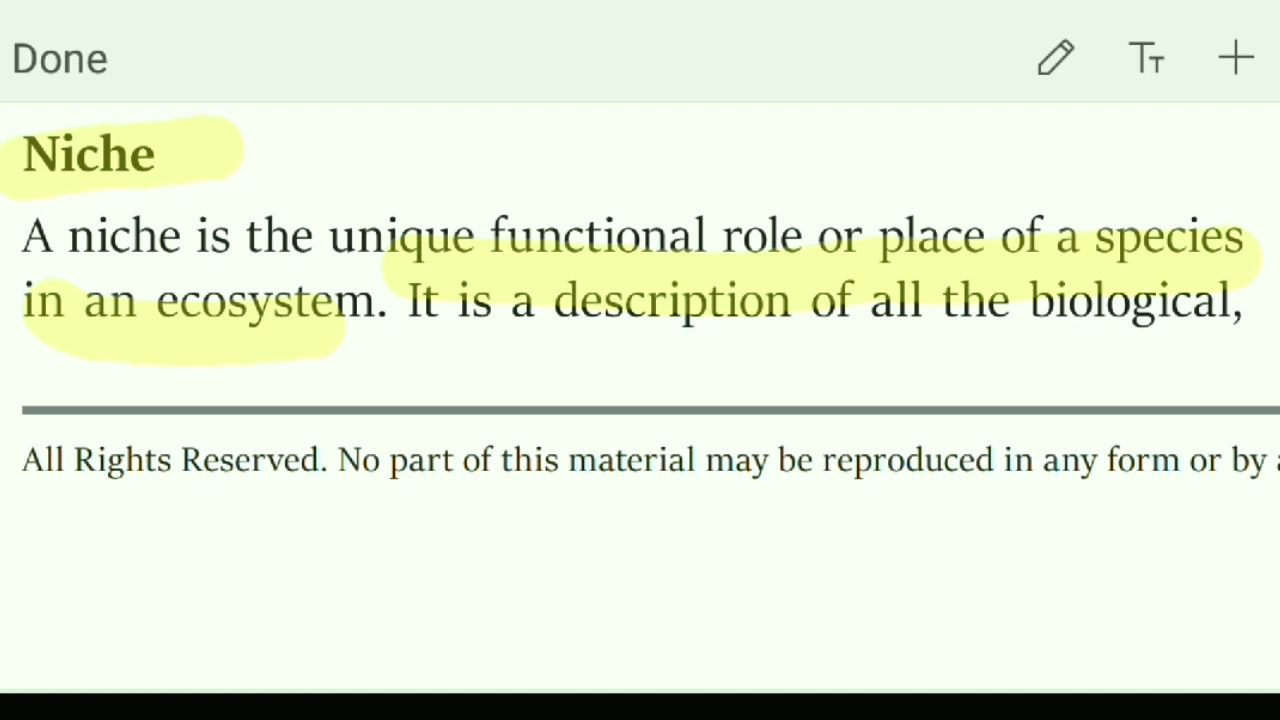 Done
Niche
A niche is the unique functional role or place of a species
in an ecosystem. It is a description of all the biological,
All Rights Reserved. No part of this material may be reproduced in any form or by